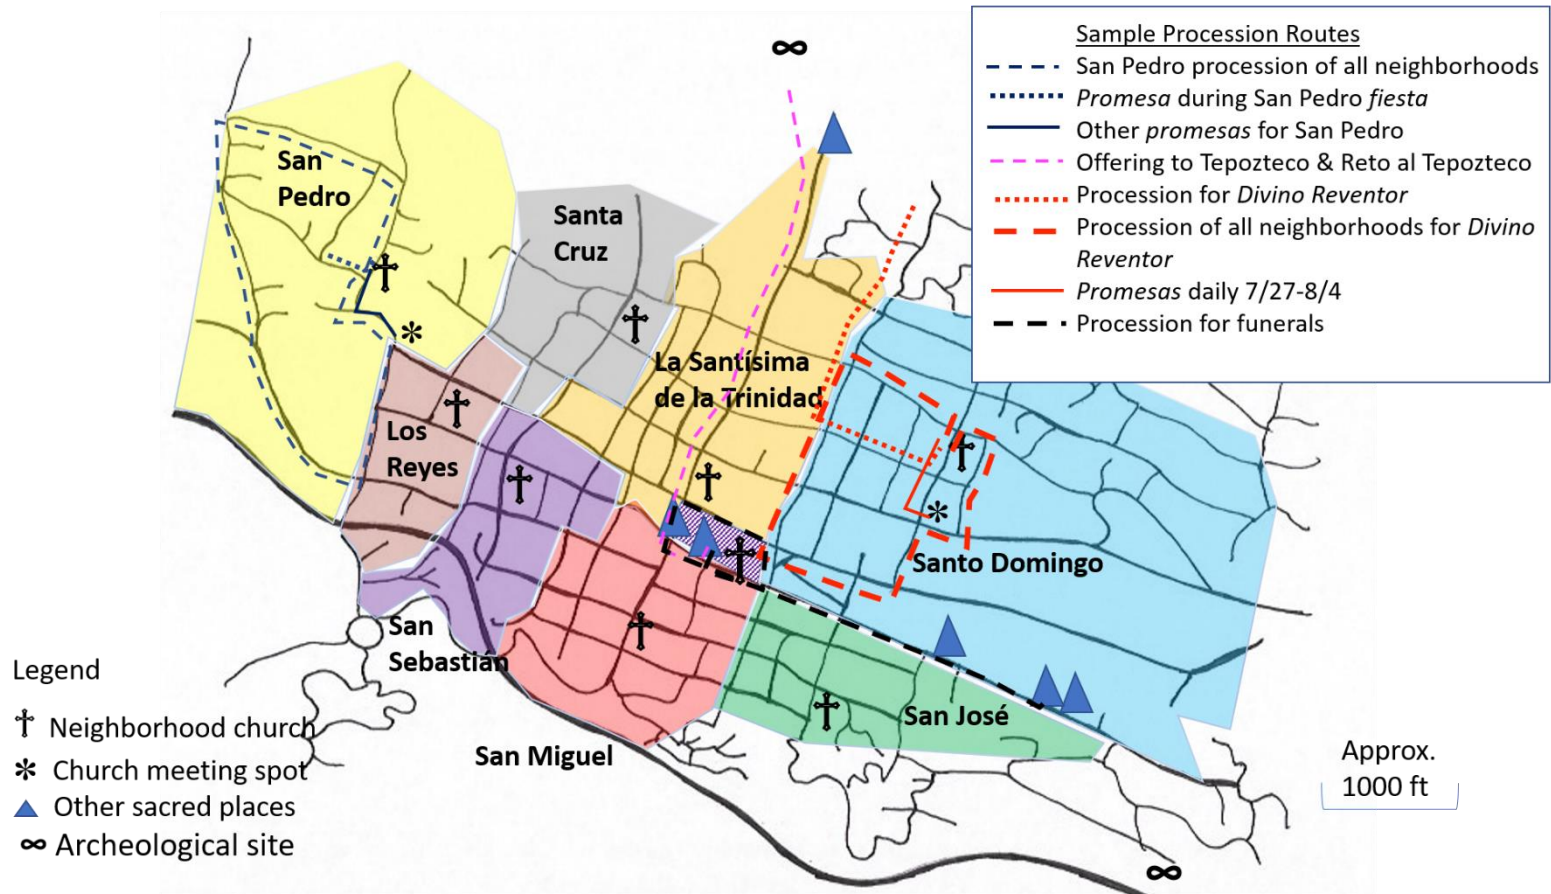 Sample Procession Routes
San Pedro procession of all neighborhoods
Promesa during San Pedro fiesta
Other promesas for San Pedro
Offering to Tepozteco & Reto al Tepozteco
Procession for Divino Reventor
Procession of all neighborhoods for Divino
Reventor
Promesas daily 7/27-8/4
Procession for funerals
San
Pedro
Santa
Cruz
La Santísima
de la Trinidad
Los
Reyes
Santo Domingo
San
Sebastián
San José
San Miguel
Legend
Neighborhood church
Church meeting spot
Other sacred places
Archeological site
Approx.
1000 ft